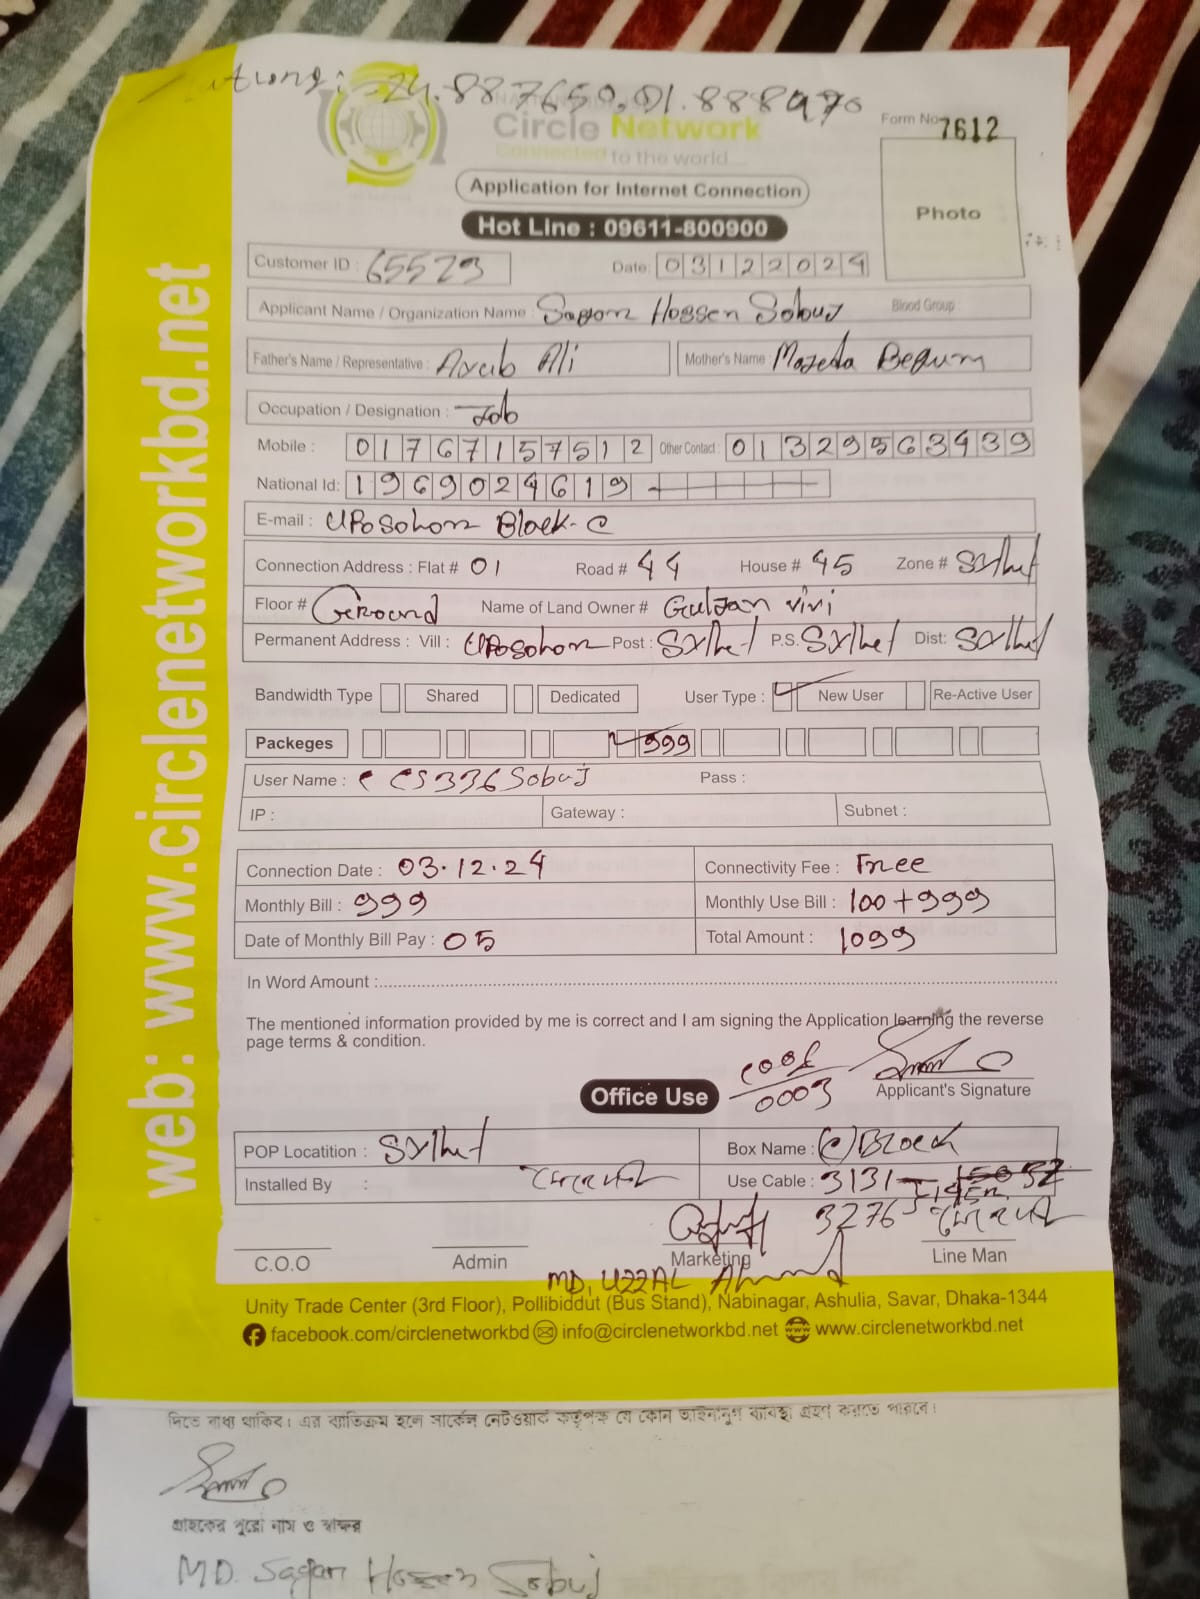 24.887650, 91.888970
Circle Network
Connected to the world....
Form No 7612
Application for Internet Connection
Photo
Hot Line : 09611-800900
Customer ID : 65523 Date: 03122024
Applicant Name / Organization Name : Sagor Hossen Sobuj Blood Group :
Father's Name / Representative : Arab Ali Mother's Name : Mazeda Begum
Occupation / Designation : Job
Mobile : 01767157512 Other Contact : 01329563439
National Id: 1969024619
E-mail : UPoSohor Block-C
Connection Address : Flat # 01 Road # 44 House # 45 Zone # Sylhet
Floor # Geround Name of Land Owner # Guljan vivi
Permanent Address : Vill : UPoSohor Post : Sylhet P.S. Sylhet Dist: Sylhet
Bandwidth Type Shared Dedicated User Type : New User Re-Active User
Packeges 999
User Name : CS336Sobuj Pass :
IP : Gateway : Subnet :
Connection Date : 03.12.24 Connectivity Fee : Free
Monthly Bill : 999 Monthly Use Bill : 100+999
Date of Monthly Bill Pay : 05 Total Amount : 1099
In Word Amount :
The mentioned information provided by me is correct and I am signing the Application learning the reverse
page terms & condition.
Office Use 0003 Applicant's Signature
POP Locatition : Sylhet Box Name : (C) Block
Installed By : Use Cable : 3131
3276
C.O.O Admin Marketing Line Man
MD, UZZAL Ahmed
Unity Trade Center (3rd Floor), Pollibiddut (Bus Stand), Nabinagar, Ashulia, Savar, Dhaka-1344
facebook.com/circlenetworkbd info@circlenetworkbd.net www.circlenetworkbd.net
web: www.circlenetworkbd.net
দিতে বাধ্য থাকিব। এর ব্যতিক্রম হলে সার্কেল নেটওয়ার্ক কর্তৃপক্ষ যে কোন আইনানুগ ব্যবস্থা গ্রহণ করতে পারবে।
গ্রাহকের পুরো নাম ও স্বাক্ষর
MD. Sagor Hossen Sobuj